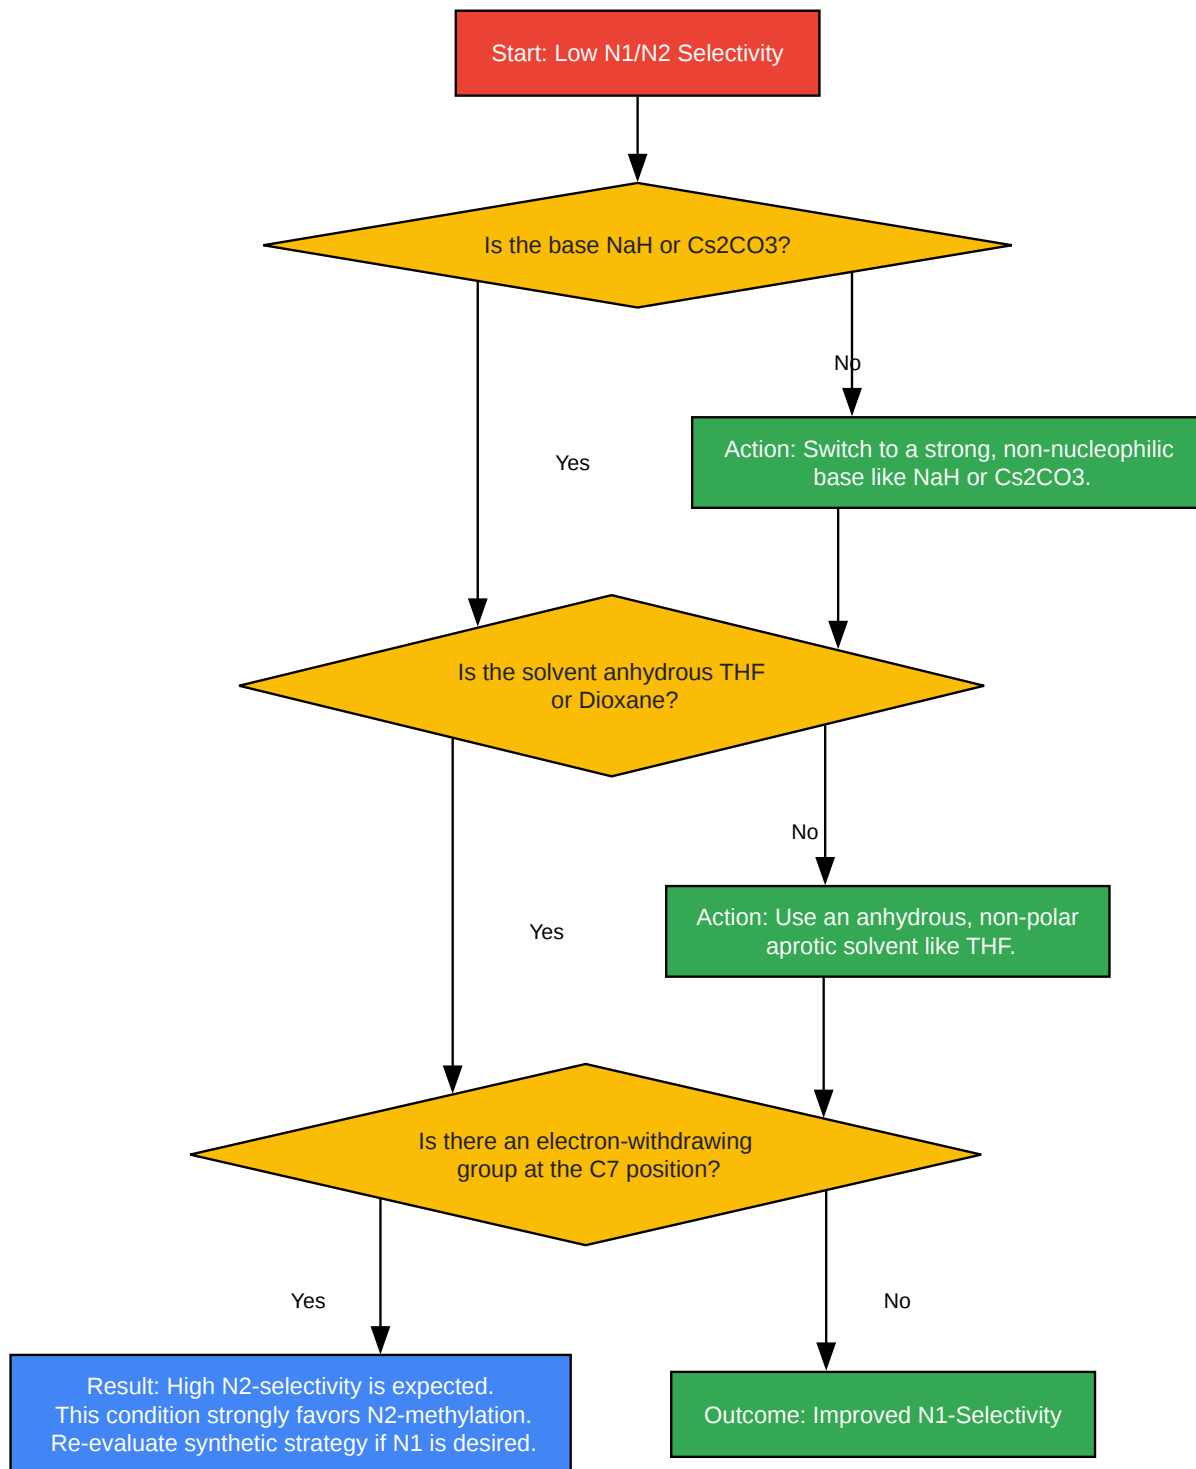 Start: Low N1/N2 Selectivity
Is the base NaH or Cs2CO3?
No
Action: Switch to a strong, non-nucleophilic
base like NaH or Cs2CO3.
Yes
Is the solvent anhydrous THF
or Dioxane?
No
Action: Use an anhydrous, non-polar
aprotic solvent like THF.
Yes
Is there an electron-withdrawing
group at the C7 position?
Yes
No
Result: High N2-selectivity is expected.
This condition strongly favors N2-methylation.
Re-evaluate synthetic strategy if N1 is desired.
Outcome: Improved N1-Selectivity